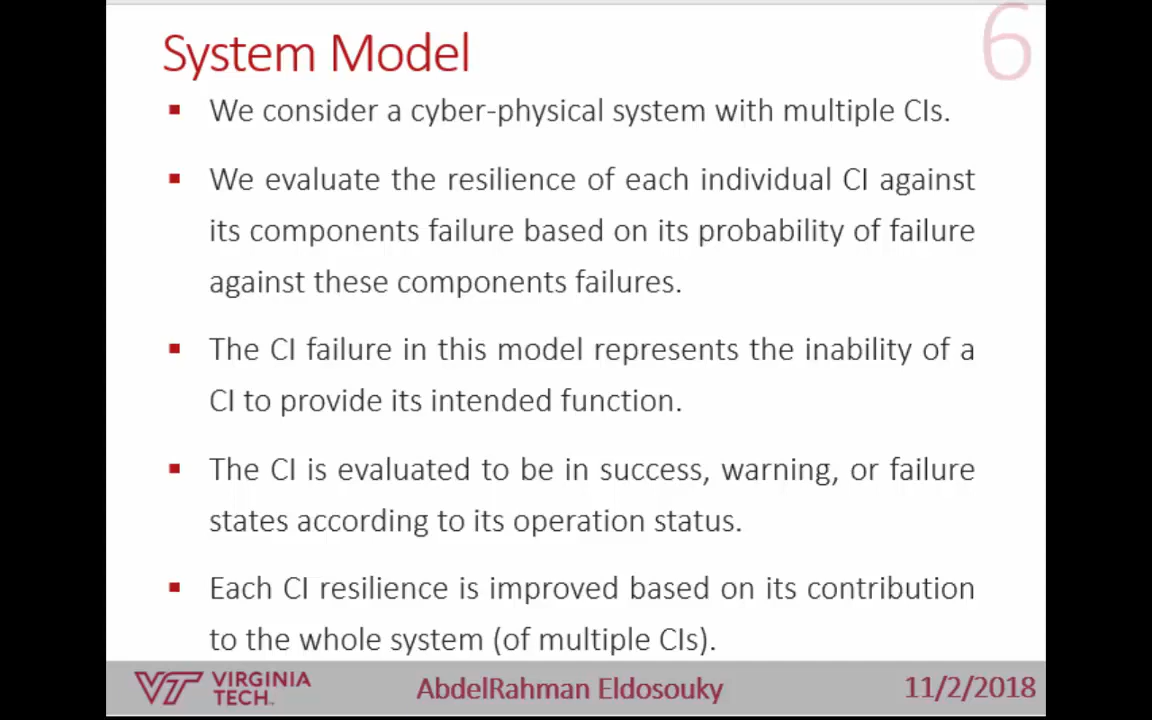 System Model
6
▪ We consider a cyber-physical system with multiple CIs.
▪ We evaluate the resilience of each individual CI against
its components failure based on its probability of failure
against these components failures.
▪ The CI failure in this model represents the inability of a
CI to provide its intended function.
▪ The CI is evaluated to be in success, warning, or failure
states according to its operation status.
▪ Each CI resilience is improved based on its contribution
to the whole system (of multiple CIs).
VT VIRGINIA TECH™
AbdelRahman Eldosouky
11/2/2018